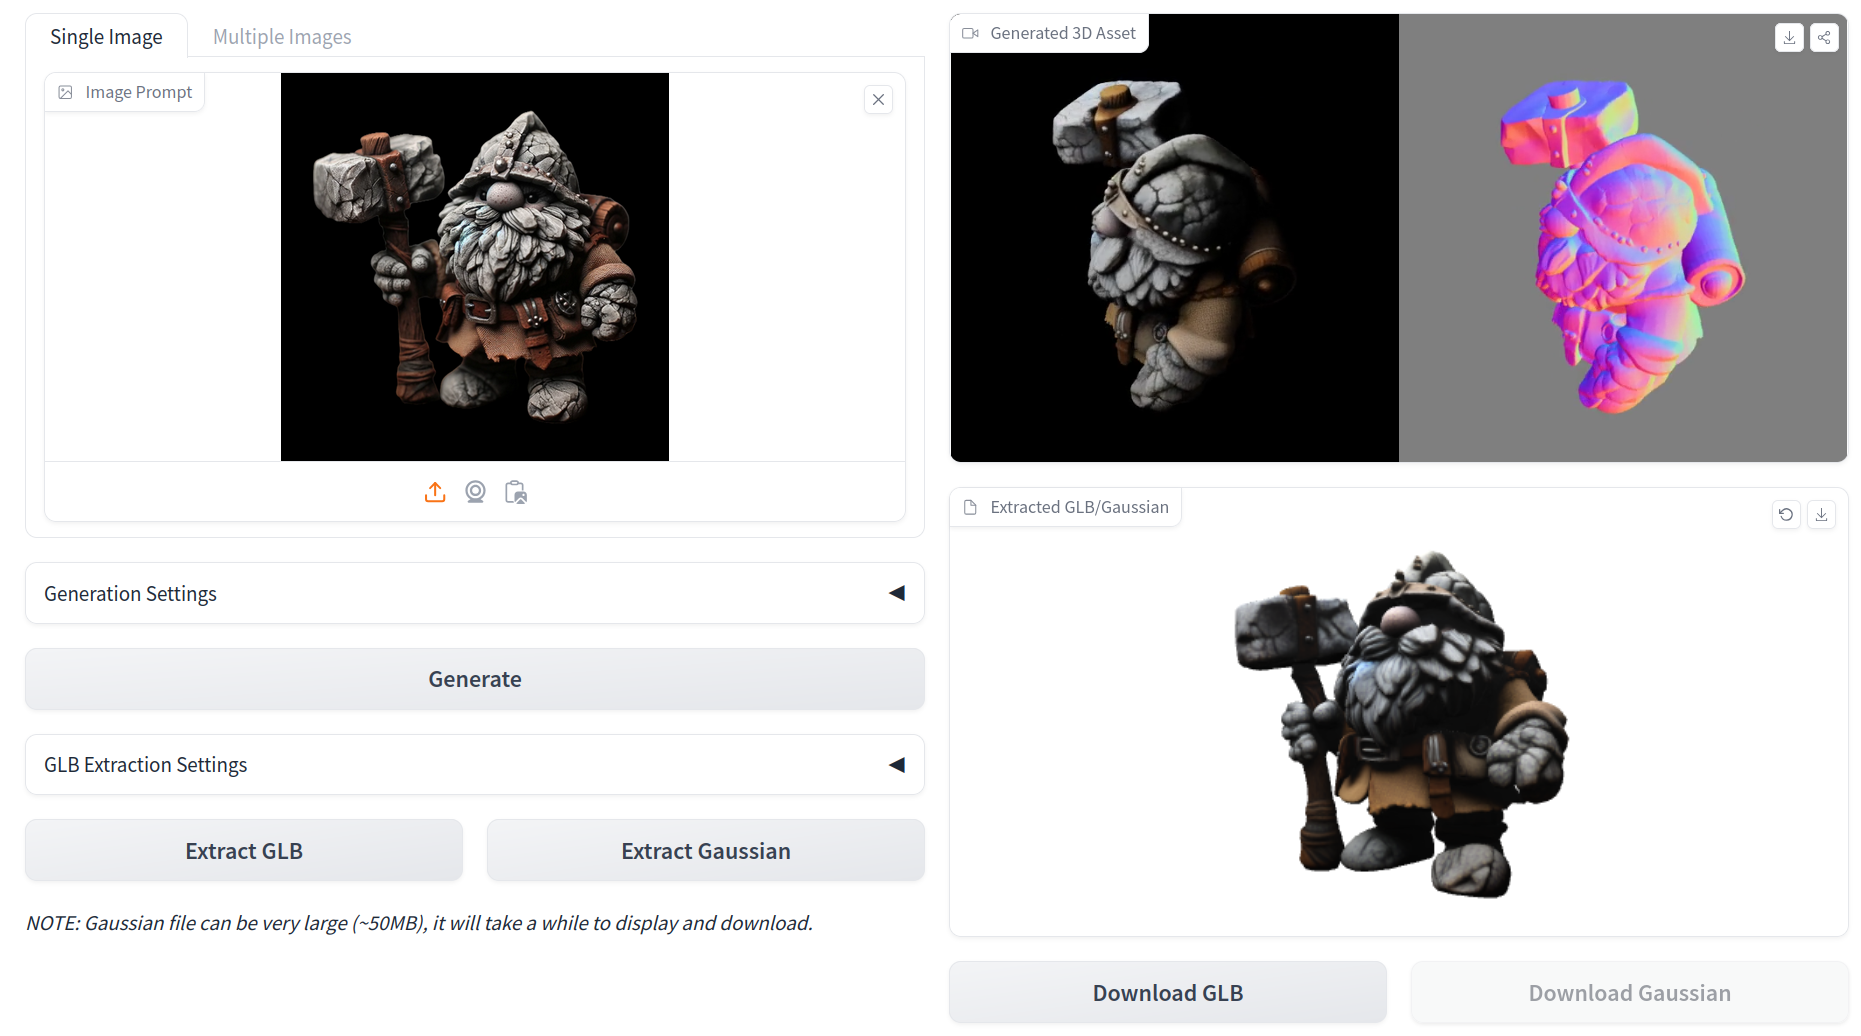 Single Image
Multiple Images
Image Prompt
Generation Settings
Generate
GLB Extraction Settings
Extract GLB
Extract Gaussian
NOTE: Gaussian file can be very large (~50MB), it will take a while to display and download.
Generated 3D Asset
Extracted GLB/Gaussian
Download GLB
Download Gaussian